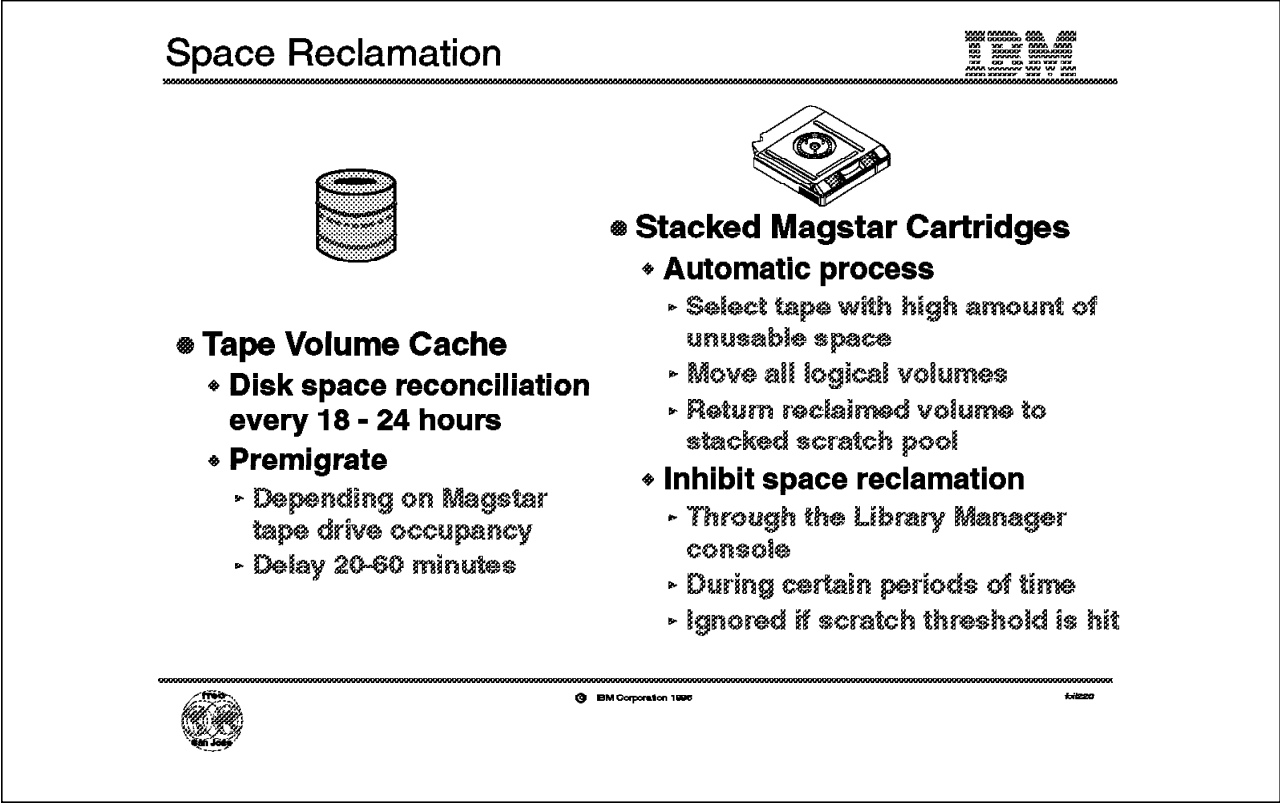 Space Reclamation
IBM
Tape Volume Cache
Disk space reconciliation
every 18 - 24 hours
Premigrate
Depending on Magstar
tape drive occupancy
Delay 20-60 minutes
Stacked Magstar Cartridges
Automatic process
Select tape with high amount of
unusable space
Move all logical volumes
Return reclaimed volume to
stacked scratch pool
Inhibit space reclamation
Through the Library Manager
console
During certain periods of time
Ignored if scratch threshold is hit
ITSO
San Jose
© IBM Corporation 1996